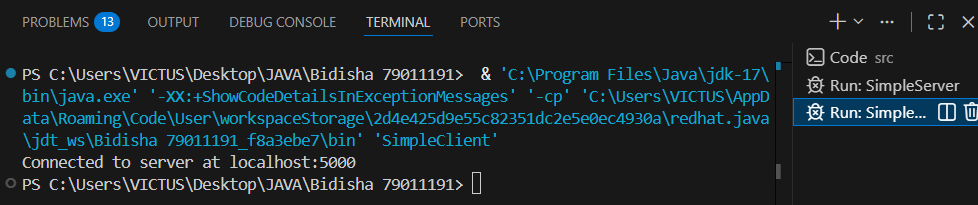 PROBLEMS 13 OUTPUT DEBUG CONSOLE TERMINAL PORTS
PS C:\Users\VICTUS\Desktop\JAVA\Bidisha 79011191>  & 'C:\Program Files\Java\jdk-17\
bin\java.exe' '-XX:+ShowCodeDetailsInExceptionMessages' '-cp' 'C:\Users\VICTUS\AppD
ata\Roaming\Code\User\workspaceStorage\2d4e425d9e55c82351dc2e5e0ec4930a\redhat.java
\jdt_ws\Bidisha 79011191_f8a3ebe7\bin' 'SimpleClient'
Connected to server at localhost:5000
PS C:\Users\VICTUS\Desktop\JAVA\Bidisha 79011191>
Code src
Run: SimpleServer
Run: Simple...